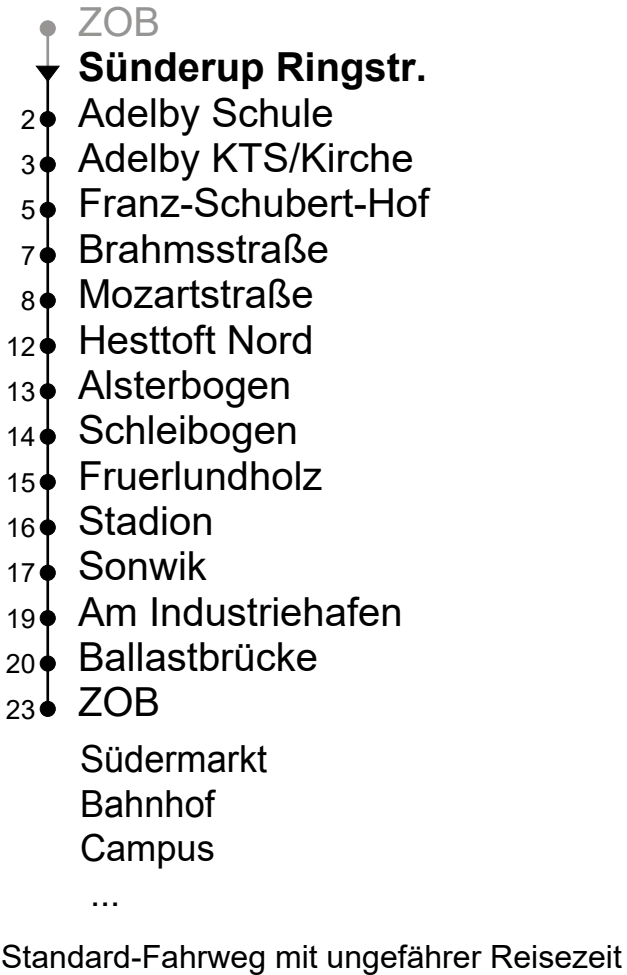 ZOB
Sünderup Ringstr.
2 Adelby Schule
3 Adelby KTS/Kirche
5 Franz-Schubert-Hof
7 Brahmsstraße
8 Mozartstraße
12 Hesttoft Nord
13 Alsterbogen
14 Schleibogen
15 Fruerlundholz
16 Stadion
17 Sonwik
19 Am Industriehafen
20 Ballastbrücke
23 ZOB
Südermarkt
Bahnhof
Campus
...
Standard-Fahrweg mit ungefährer Reisezeit